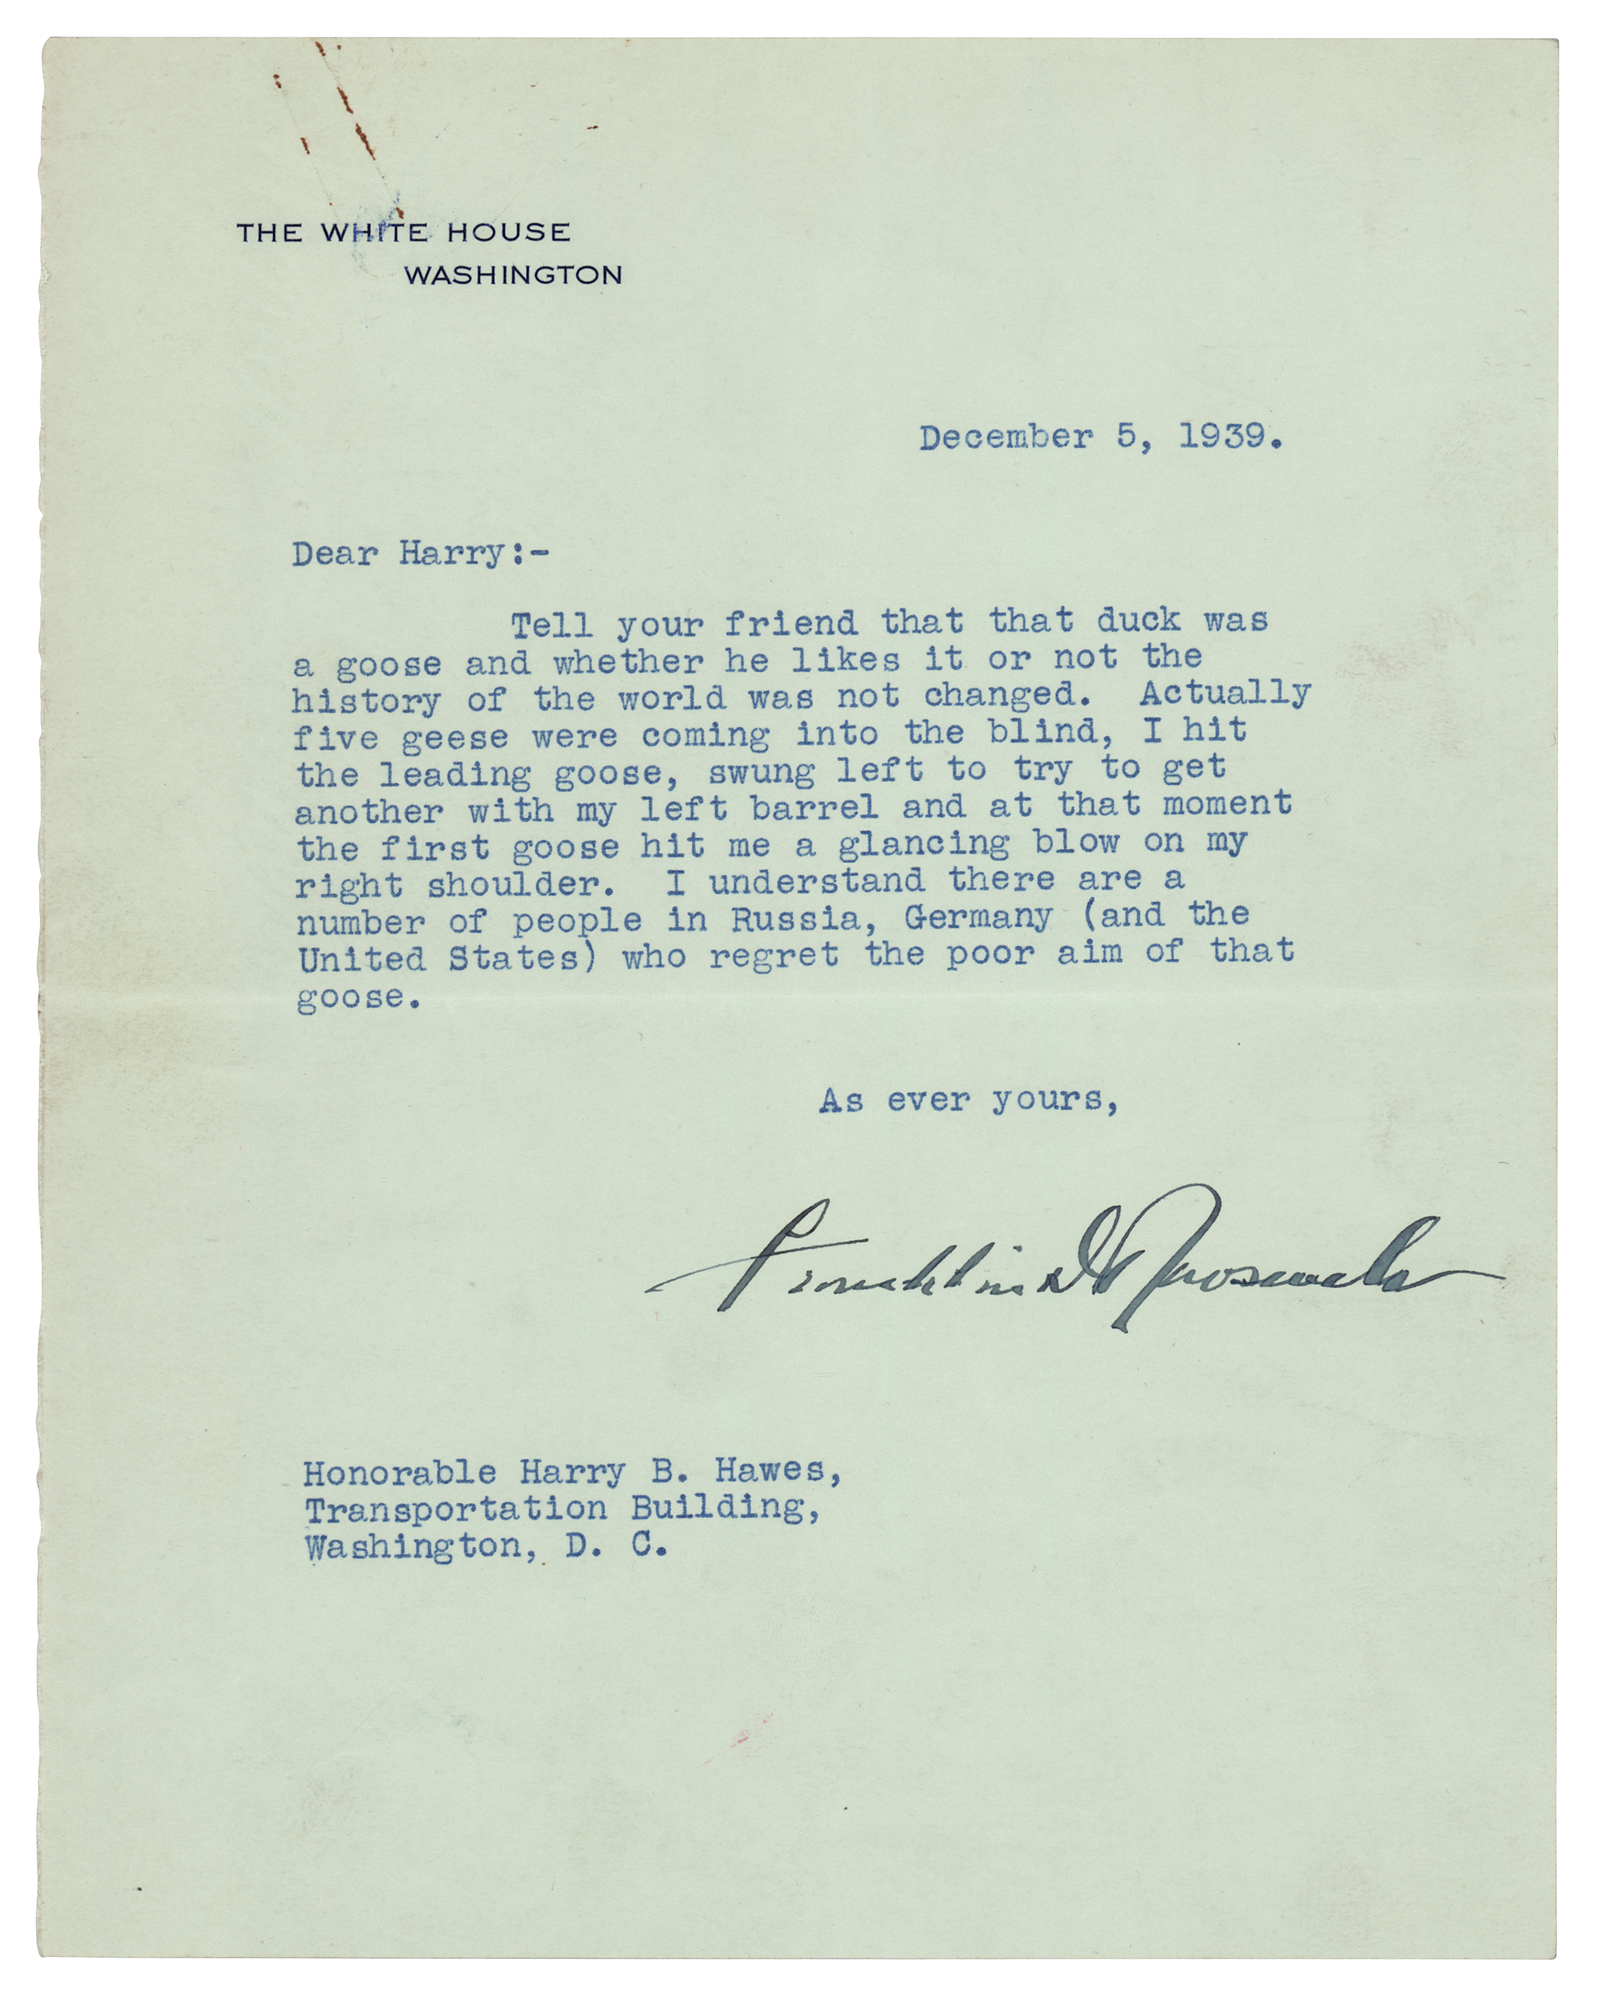 THE WHITE HOUSE
WASHINGTON
December 5, 1939.
Dear Harry:-
Tell your friend that that duck was
a goose and whether he likes it or not the
history of the world was not changed. Actually
five geese were coming into the blind, I hit
the leading goose, swung left to try to get
another with my left barrel and at that moment
the first goose hit me a glancing blow on my
right shoulder. I understand there are a
number of people in Russia, Germany (and the
United States) who regret the poor aim of that
goose.
As ever yours,
Franklin D Roosevelt
Honorable Harry B. Hawes,
Transportation Building,
Washington, D. C.